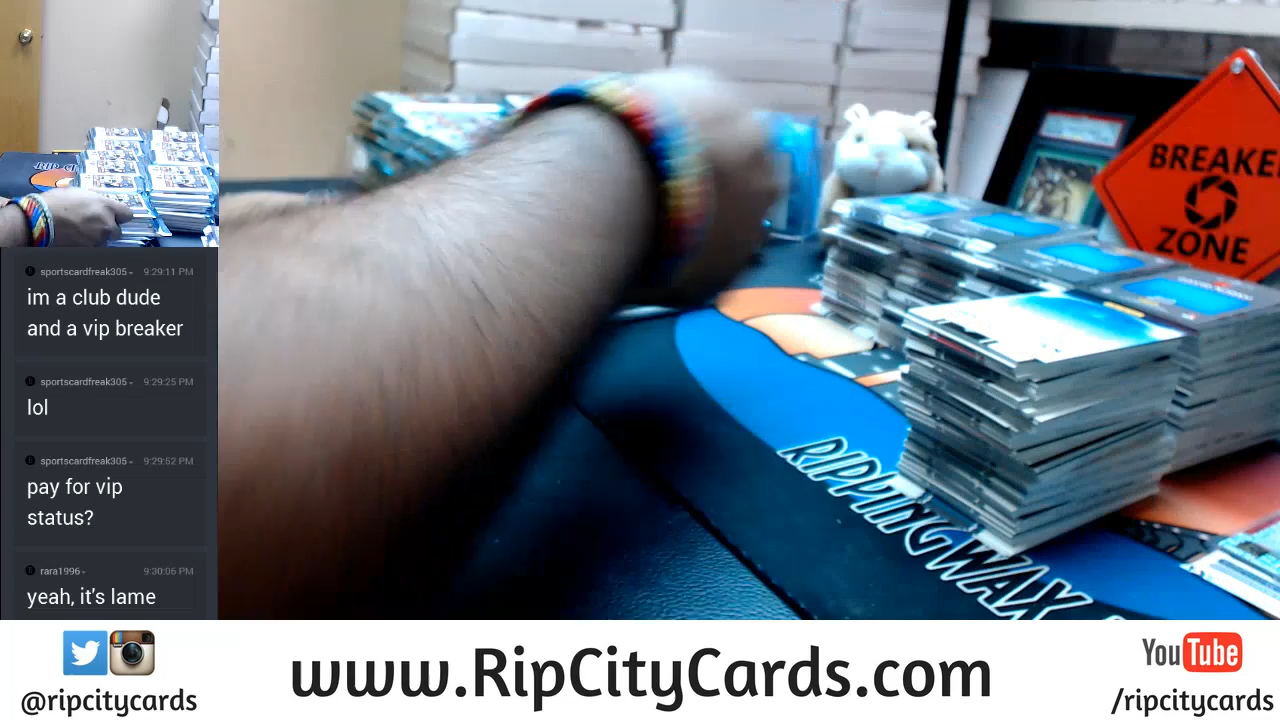 sportscardfreak305 9:29:11 PM
im a club dude
and a vip breaker
sportscardfreak305 9:29:25 PM
lol
sportscardfreak305 9:29:52 PM
pay for vip
status?
rara1996 9:30:06 PM
yeah, it's lame
BREAKE
ZONE
RIPPINGWAX
@ripcitycards
www.RipCityCards.com
YouTube
/ripcitycards